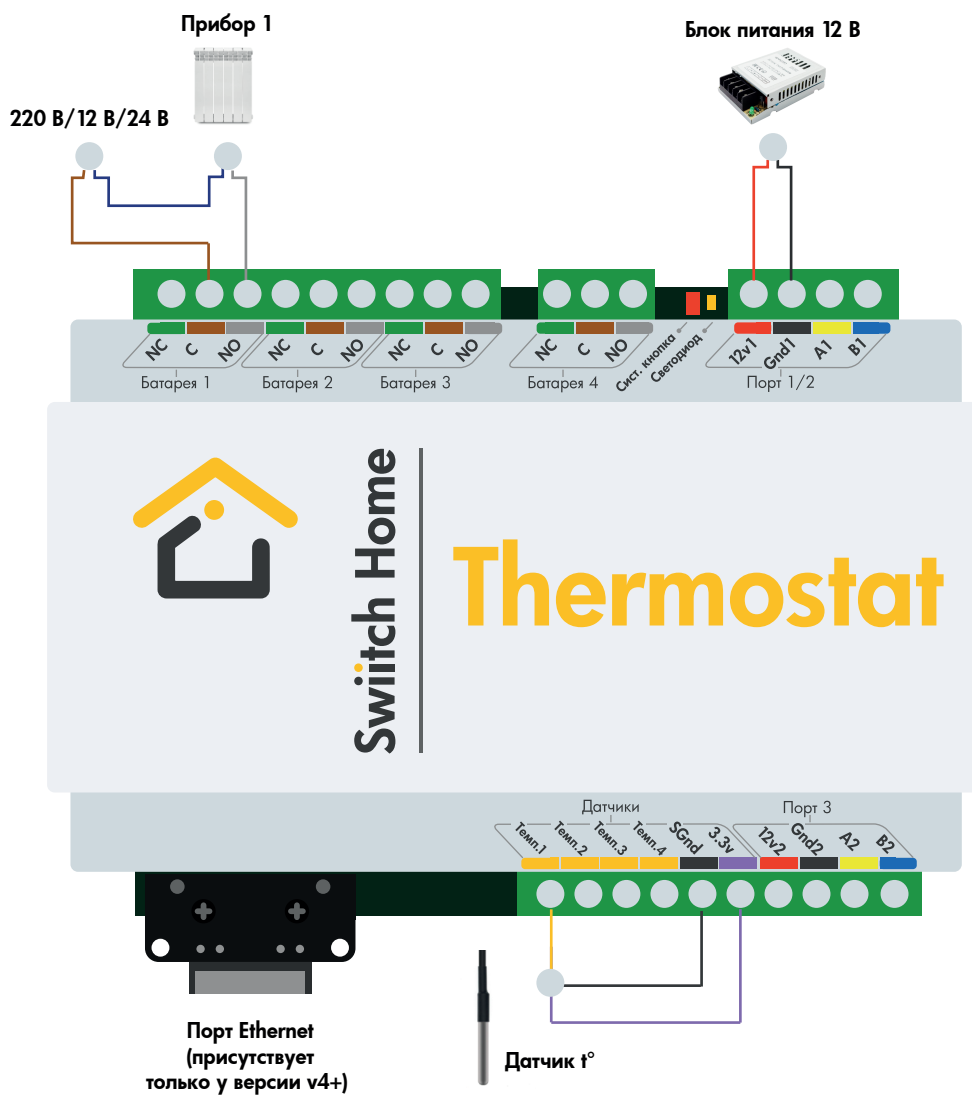 Прибор 1
Блок питания 12 В
220 В/12 В/24 В
NC C NO NC C NO NC C NO NC C NO
Сист. кнопка
Светодиод
12v1 Gnd1 A1 B1
Батарея 1 Батарея 2 Батарея 3 Батарея 4 Порт 1/2
Swiitch Home
Thermostat
Датчики Порт 3
Темп.1 Темп.2 Темп.3 Темп.4 SGnd 3.3v 12v2 Gnd2 A2 B2
Порт Ethernet
(присутствует
только у версии v4+)
Датчик t°